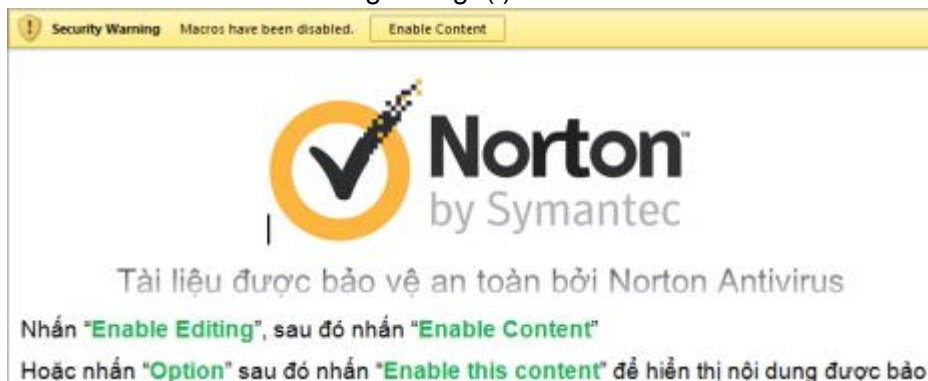 Security Warning Macros have been disabled. Enable Content
Norton™
by Symantec
Tài liệu được bảo vệ an toàn bởi Norton Antivirus
Nhấn “Enable Editing”, sau đó nhấn “Enable Content”
Hoặc nhấn “Option” sau đó nhấn “Enable this content” để hiển thị nội dung được bảo